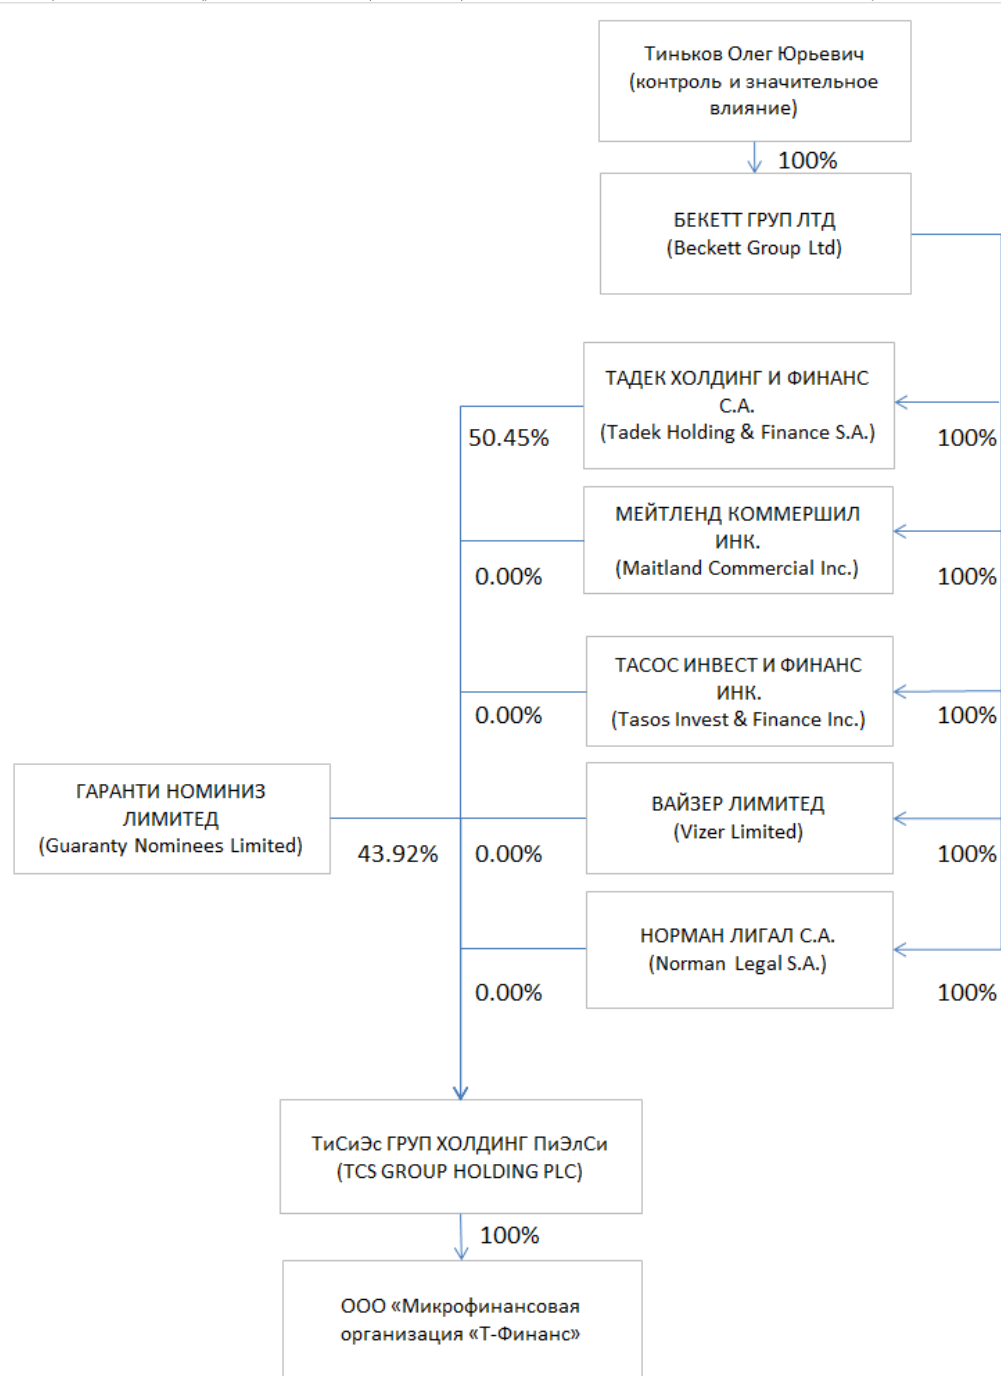 Тиньков Олег Юрьевич
(контроль и значительное
влияние)
100%
БЕКЕТТ ГРУП ЛТД
(Beckett Group Ltd)
ТАДЕК ХОЛДИНГ И ФИНАНС
С.А.
(Tadek Holding & Finance S.A.)
50.45%
100%
МЕЙТЛЕНД КОММЕРШИЛ
ИНК.
(Maitland Commercial Inc.)
0.00%
100%
ТАСОС ИНВЕСТ И ФИНАНС
ИНК.
(Tasos Invest & Finance Inc.)
0.00%
100%
ГАРАНТИ НОМИНИЗ
ЛИМИТЕД
(Guaranty Nominees Limited)
43.92%
ВАЙЗЕР ЛИМИТЕД
(Vizer Limited)
0.00%
100%
НОРМАН ЛИГАЛ С.А.
(Norman Legal S.A.)
0.00%
100%
ТиСиЭс ГРУП ХОЛДИНГ ПиЭлСи
(TCS GROUP HOLDING PLC)
100%
ООО «Микрофинансовая
организация «Т-Финанс»